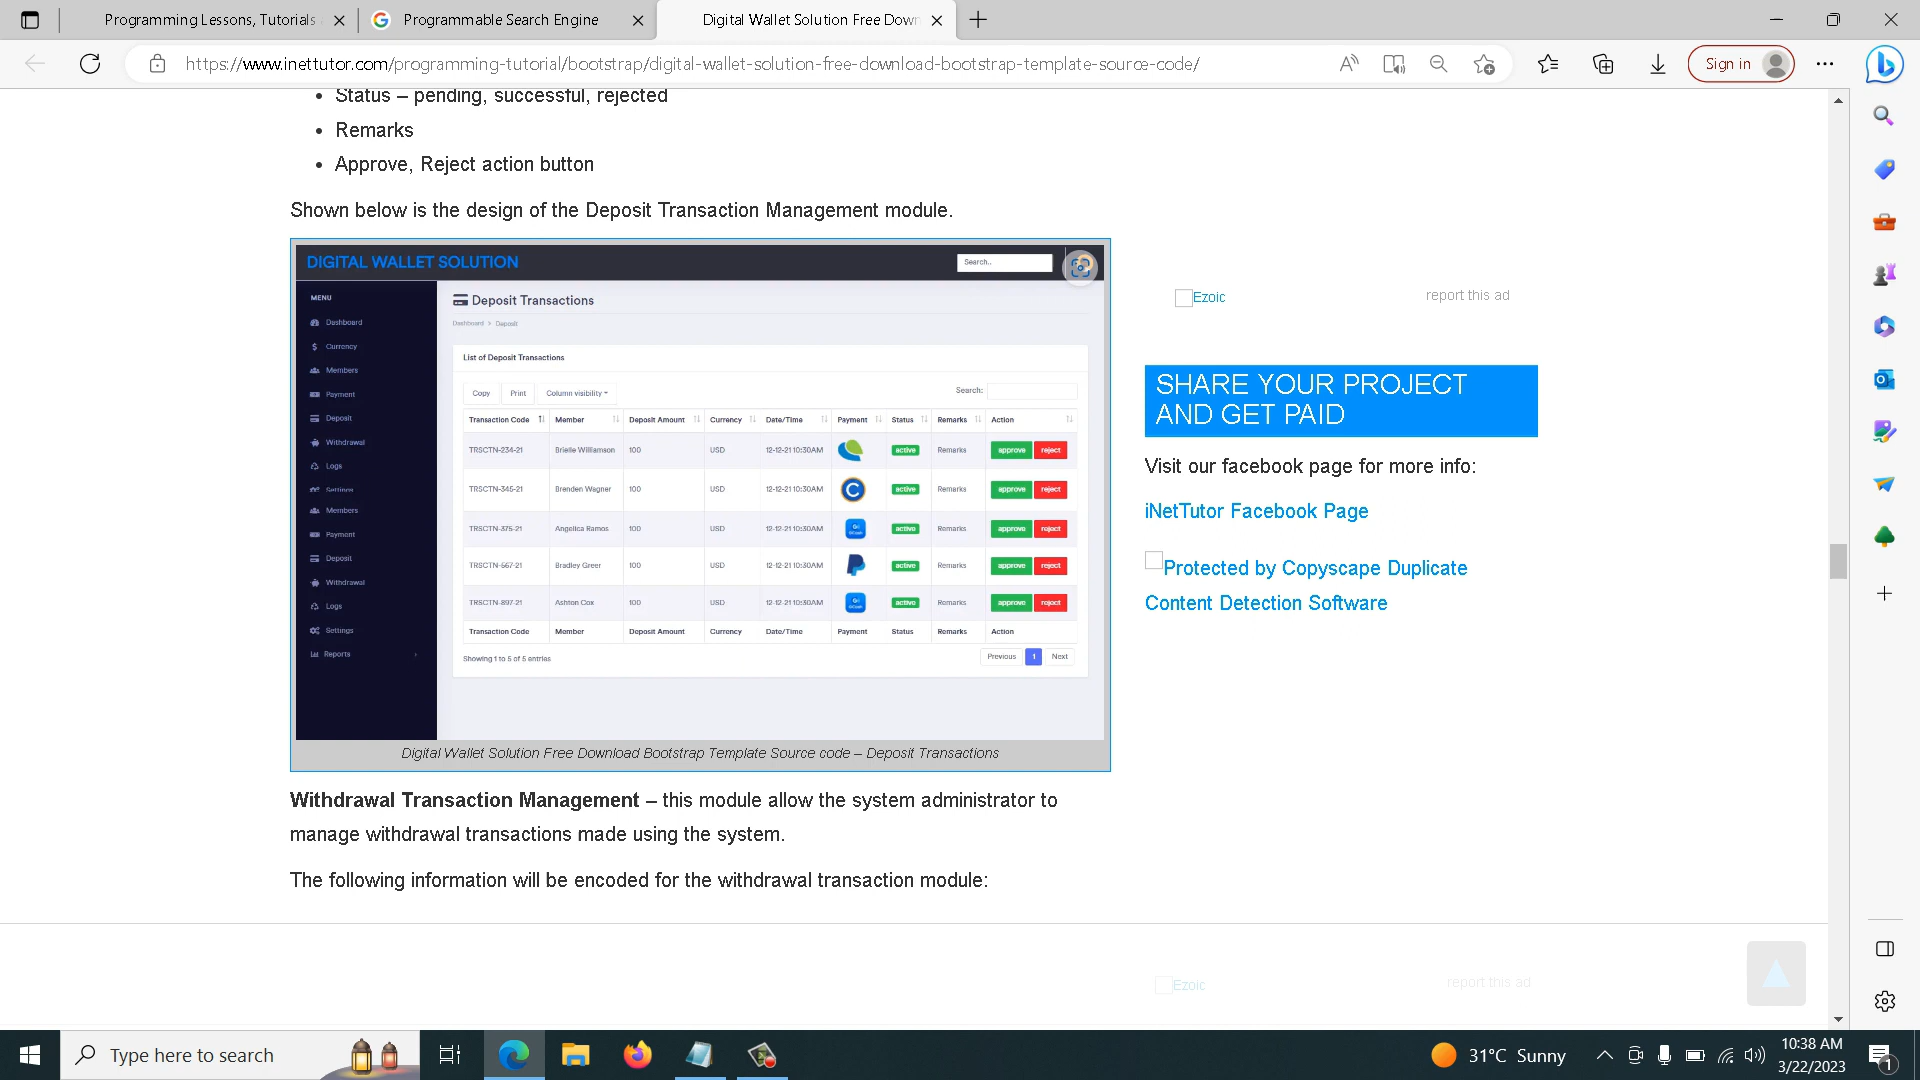 Programming Lessons, Tutorials
Programmable Search Engine
Digital Wallet Solution Free Down
https://www.inettutor.com/programming-tutorial/bootstrap/digital-wallet-solution-free-download-bootstrap-template-source-code/
Sign in
• Status – pending, successful, rejected
• Remarks
• Approve, Reject action button
Shown below is the design of the Deposit Transaction Management module.
DIGITAL WALLET SOLUTION
Search..
MENU
Dashboard
Currency
Members
Payment
Deposit
Withdrawal
Logs
Settings
Members
Payment
Deposit
Withdrawal
Logs
Settings
Reports
Deposit Transactions
Dashboard > Deposit
List of Deposit Transactions
Copy Print Column visibility
Search:
Transaction Code Member Deposit Amount Currency Date/Time Payment Status Remarks Action
TRSCTN-234-21 Brielle Williamson 100 USD 12-12-21 10:30AM active Remarks approve reject
TRSCTN-345-21 Brenden Wagner 100 USD 12-12-21 10:30AM active Remarks approve reject
TRSCTN-375-21 Angelica Ramos 100 USD 12-12-21 10:30AM active Remarks approve reject
TRSCTN-567-21 Bradley Greer 100 USD 12-12-21 10:30AM active Remarks approve reject
TRSCTN-897-21 Ashton Cox 100 USD 12-12-21 10:30AM active Remarks approve reject
Transaction Code Member Deposit Amount Currency Date/Time Payment Status Remarks Action
Showing 1 to 5 of 5 entries
Previous 1 Next
Digital Wallet Solution Free Download Bootstrap Template Source code – Deposit Transactions
Withdrawal Transaction Management – this module allow the system administrator to
manage withdrawal transactions made using the system.
The following information will be encoded for the withdrawal transaction module:
Ezoic
report this ad
SHARE YOUR PROJECT
AND GET PAID
Visit our facebook page for more info:
iNetTutor Facebook Page
Protected by Copyscape Duplicate
Content Detection Software
Ezoic
report this ad
Type here to search
31°C Sunny
10:38 AM
3/22/2023
1